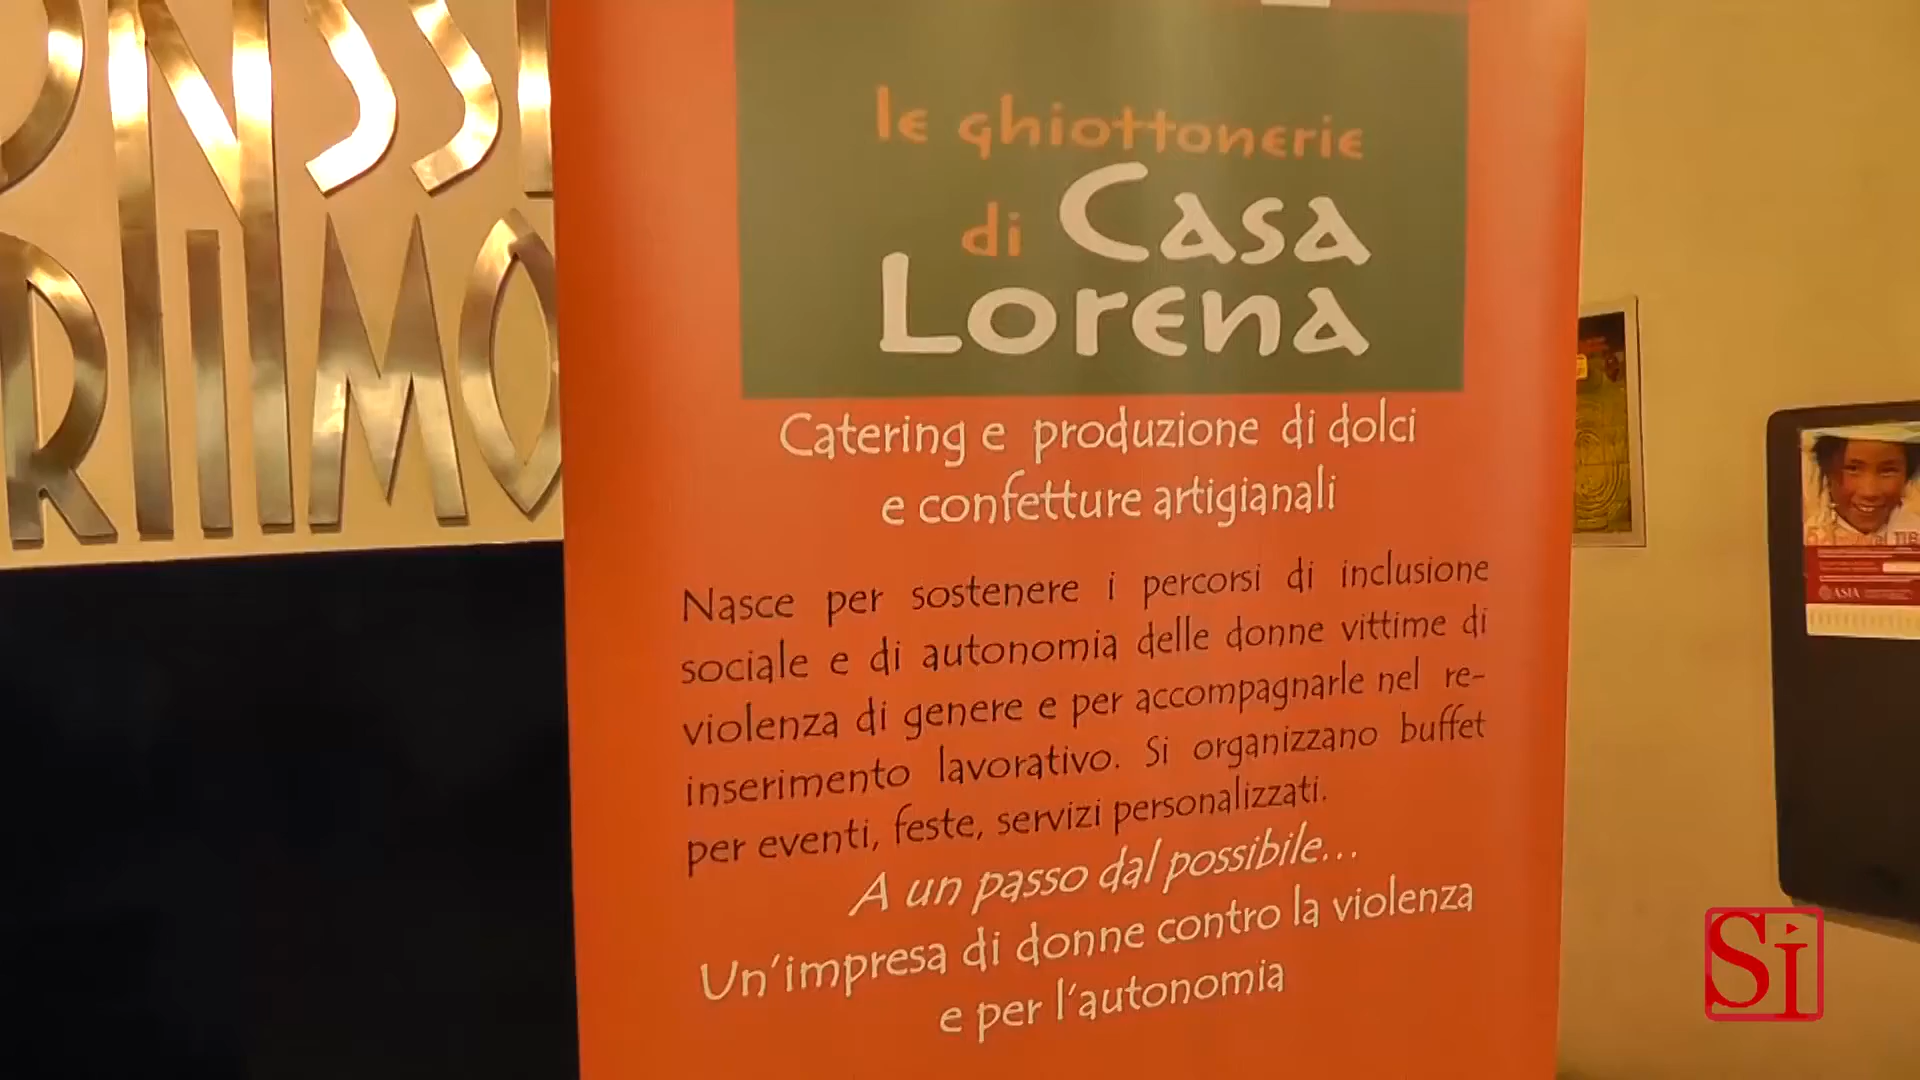 le ghiottonerie
di Casa
Lorena
Catering e produzione di dolci
e confetture artigianali
Nasce per sostenere i percorsi di inclusione
sociale e di autonomia delle donne vittime di
violenza di genere e per accompagnarle nel re-
inserimento lavorativo. Si organizzano buffet
per eventi, feste, servizi personalizzati.
A un passo dal possibile...
Un'impresa di donne contro la violenza
e per l'autonomia
ASIA
Si